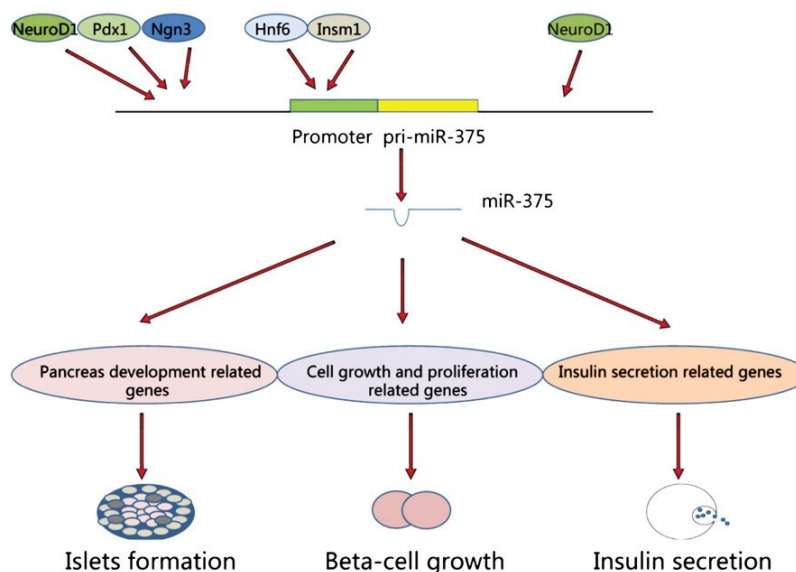 NeuroD1 Pdx1 Ngn3 Hnf6 Insm1 NeuroD1
Promoter pri-miR-375
miR-375
Pancreas development related
genes
Cell growth and proliferation
related genes
Insulin secretion related genes
Islets formation Beta-cell growth Insulin secretion